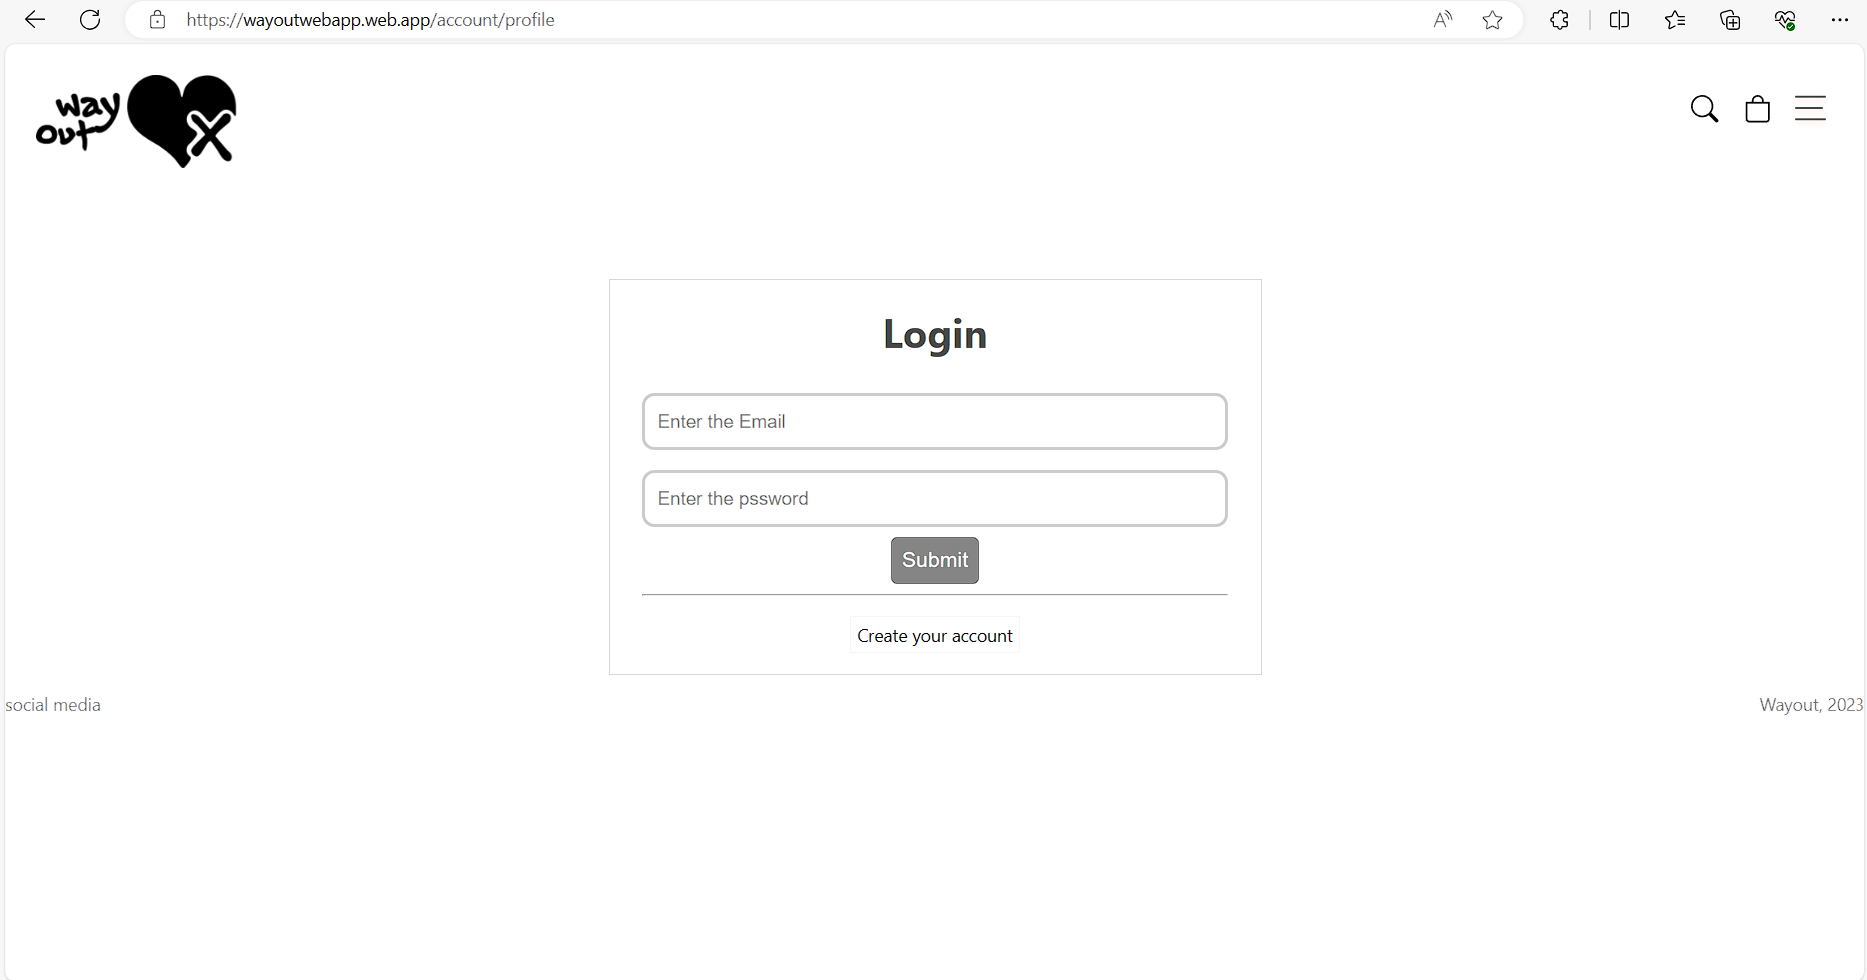 https://wayoutwebapp.web.app/account/profile
way
out
Login
Enter the Email
Enter the pssword
Submit
Create your account
social media
Wayout, 2023